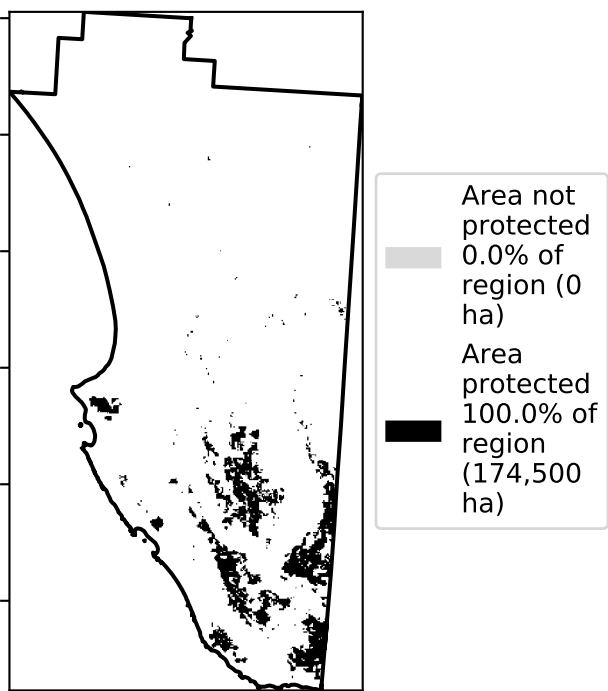 Area not
protected
0.0% of
region (0
ha)
Area
protected
100.0% of
region
(174,500
ha)